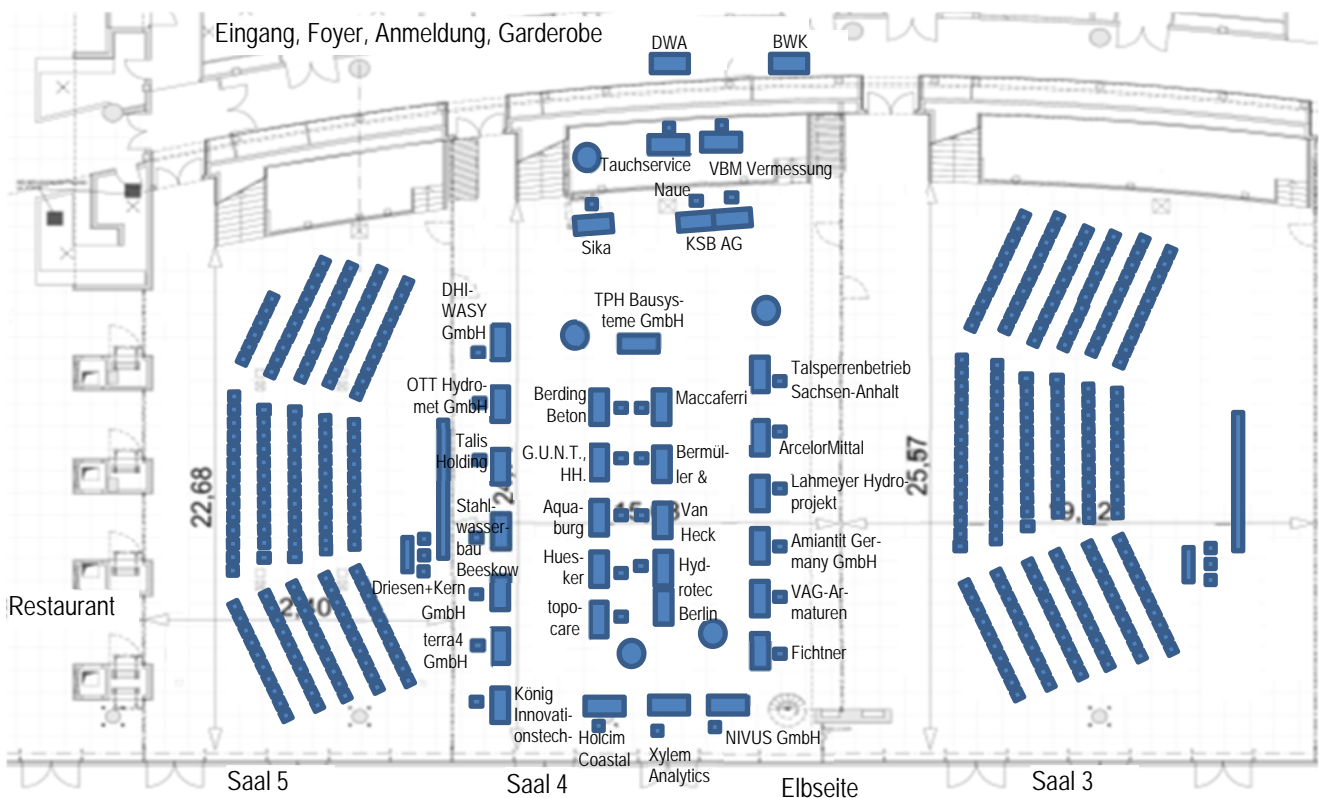 Eingang, Foyer, Anmeldung, Garderobe
DWA
BWK
Tauchservice
VBM Vermessung
Naue
Sika
KSB AG
DHI-
WASY
GmbH
TPH Bausys-
teme GmbH
OTT Hydro-
met GmbH
Berding
Beton
Maccaferri
Talsperrenbetrieb
Sachsen-Anhalt
Talis
Holding
G.U.N.T.,
HH.
Bermül-
ler &
ArcelorMittal
22,68
25,57
Stahl-
wasser-
bau
Beeskow
Aqua-
burg
Van
Heck
Lahmeyer Hydro-
projekt
Driesen+Kern
GmbH
Hues-
ker
Hyd-
rotec
Berlin
Amiantit Ger-
many GmbH
Restaurant
terra4
GmbH
topo-
care
VAG-Ar-
maturen
Fichtner
König
Innovati-
onstech-
Holcim
Coastal
Xylem
Analytics
NIVUS GmbH
Saal 5
Saal 4
Elbseite
Saal 3